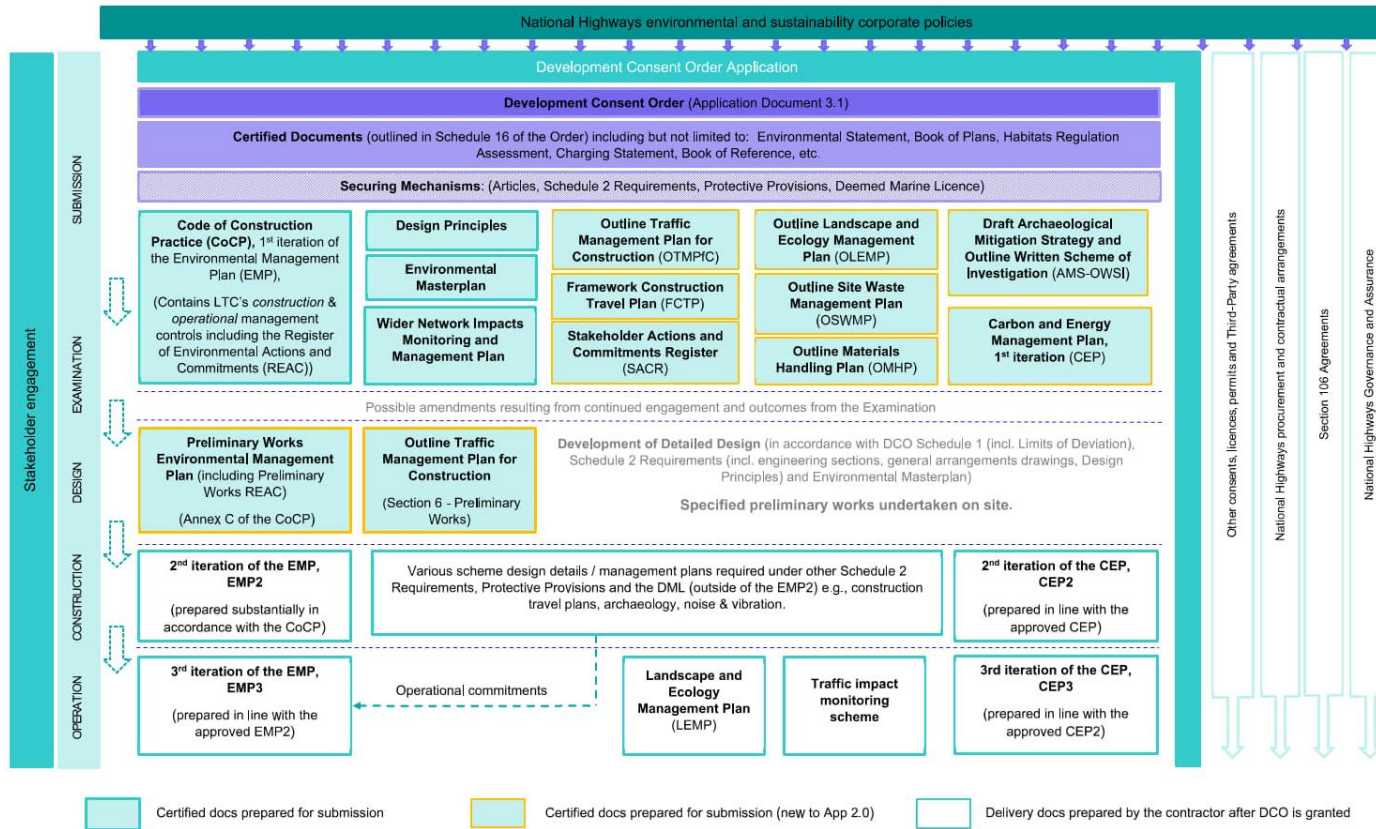 National Highways environmental and sustainability corporate policies
Stakeholder engagement
SUBMISSION
EXAMINATION
DESIGN
CONSTRUCTION
OPERATION
Development Consent Order Application
Development Consent Order (Application Document 3.1)
Certified Documents (outlined in Schedule 16 of the Order) including but not limited to: Environmental Statement, Book of Plans, Habitats Regulation
Assessment, Charging Statement, Book of Reference, etc.
Securing Mechanisms: (Articles, Schedule 2 Requirements, Protective Provisions, Deemed Marine Licence)
Code of Construction
Practice (CoCP), 1st iteration of
the Environmental Management
Plan (EMP),
(Contains LTC's construction &
operational management
controls including the Register
of Environmental Actions and
Commitments (REAC))
Design Principles
Environmental
Masterplan
Wider Network Impacts
Monitoring and
Management Plan
Outline Traffic
Management Plan for
Construction (OTMPfC)
Framework Construction
Travel Plan (FCTP)
Stakeholder Actions and
Commitments Register
(SACR)
Outline Landscape and
Ecology Management
Plan (OLEMP)
Outline Site Waste
Management Plan
(OSWMP)
Outline Materials
Handling Plan (OMHP)
Draft Archaeological
Mitigation Strategy and
Outline Written Scheme of
Investigation (AMS-OWSI)
Carbon and Energy
Management Plan,
1st iteration (CEP)
Possible amendments resulting from continued engagement and outcomes from the Examination
Preliminary Works
Environmental Management
Plan (including Preliminary
Works REAC)
(Annex C of the CoCP)
Outline Traffic
Management Plan for
Construction
(Section 6 - Preliminary
Works)
Development of Detailed Design (in accordance with DCO Schedule 1 (incl. Limits of Deviation),
Schedule 2 Requirements (incl. engineering sections, general arrangements drawings, Design
Principles) and Environmental Masterplan)
Specified preliminary works undertaken on site.
2nd iteration of the EMP,
EMP2
(prepared substantially in
accordance with the CoCP)
Various scheme design details / management plans required under other Schedule 2
Requirements, Protective Provisions and the DML (outside of the EMP2) e.g., construction
travel plans, archaeology, noise & vibration.
2nd iteration of the CEP,
CEP2
(prepared in line with the
approved CEP)
3rd iteration of the EMP,
EMP3
(prepared in line with the
approved EMP2)
Operational commitments
Landscape and
Ecology
Management Plan
(LEMP)
Traffic impact
monitoring
scheme
3rd iteration of the CEP,
CEP3
(prepared in line with the
approved CEP2)
Other consents, licences, permits and Third-Party agreements
National Highways procurement and contractual arrangements
Section 106 Agreements
National Highways Governance and Assurance
Certified docs prepared for submission
Certified docs prepared for submission (new to App 2.0)
Delivery docs prepared by the contractor after DCO is granted